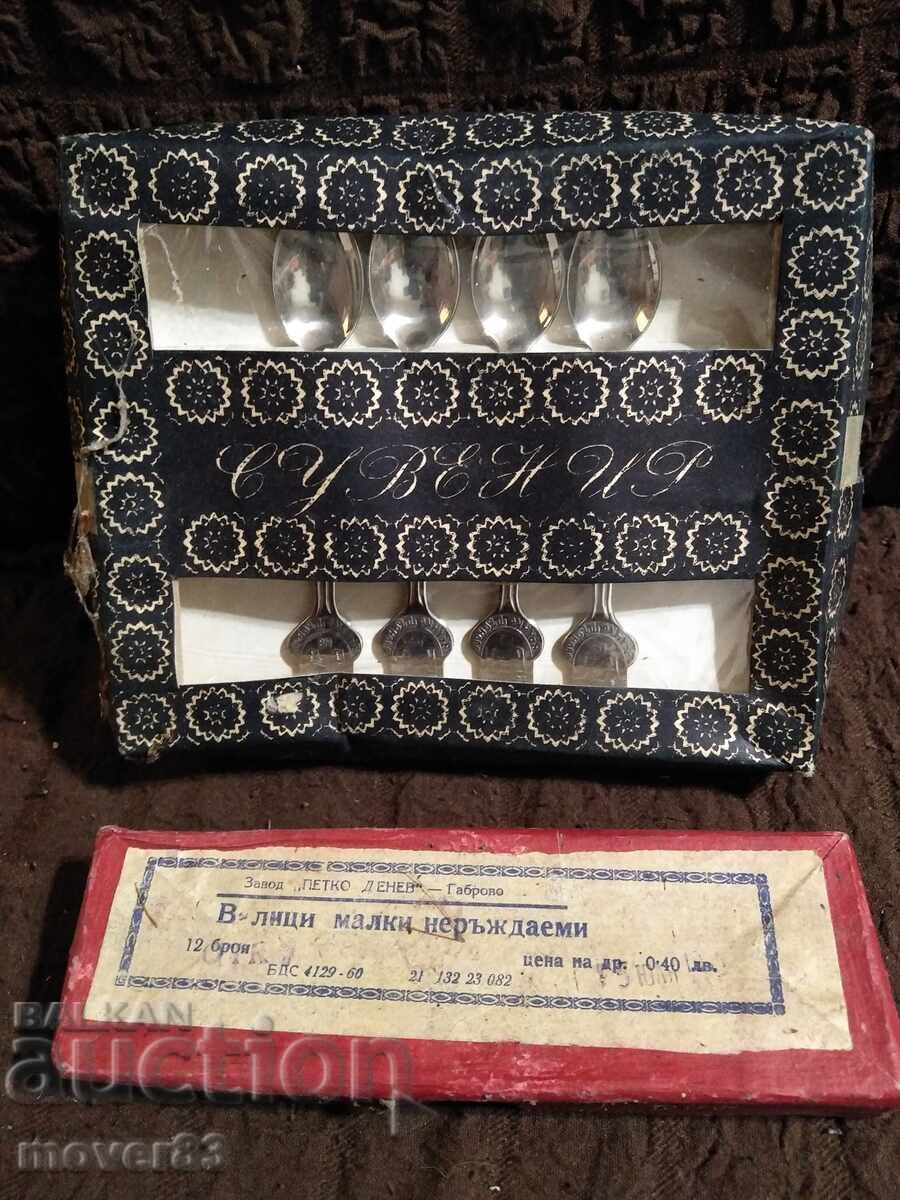 СУВЕНИР
Завод „ПЕТКО ДЕНЕВ" — Габрово
В лици малки неръждаеми
12 броя
цена на др. 0·40 лв.
БДС 4129-60 21 132 23 082
BALKAN
auction
mover83